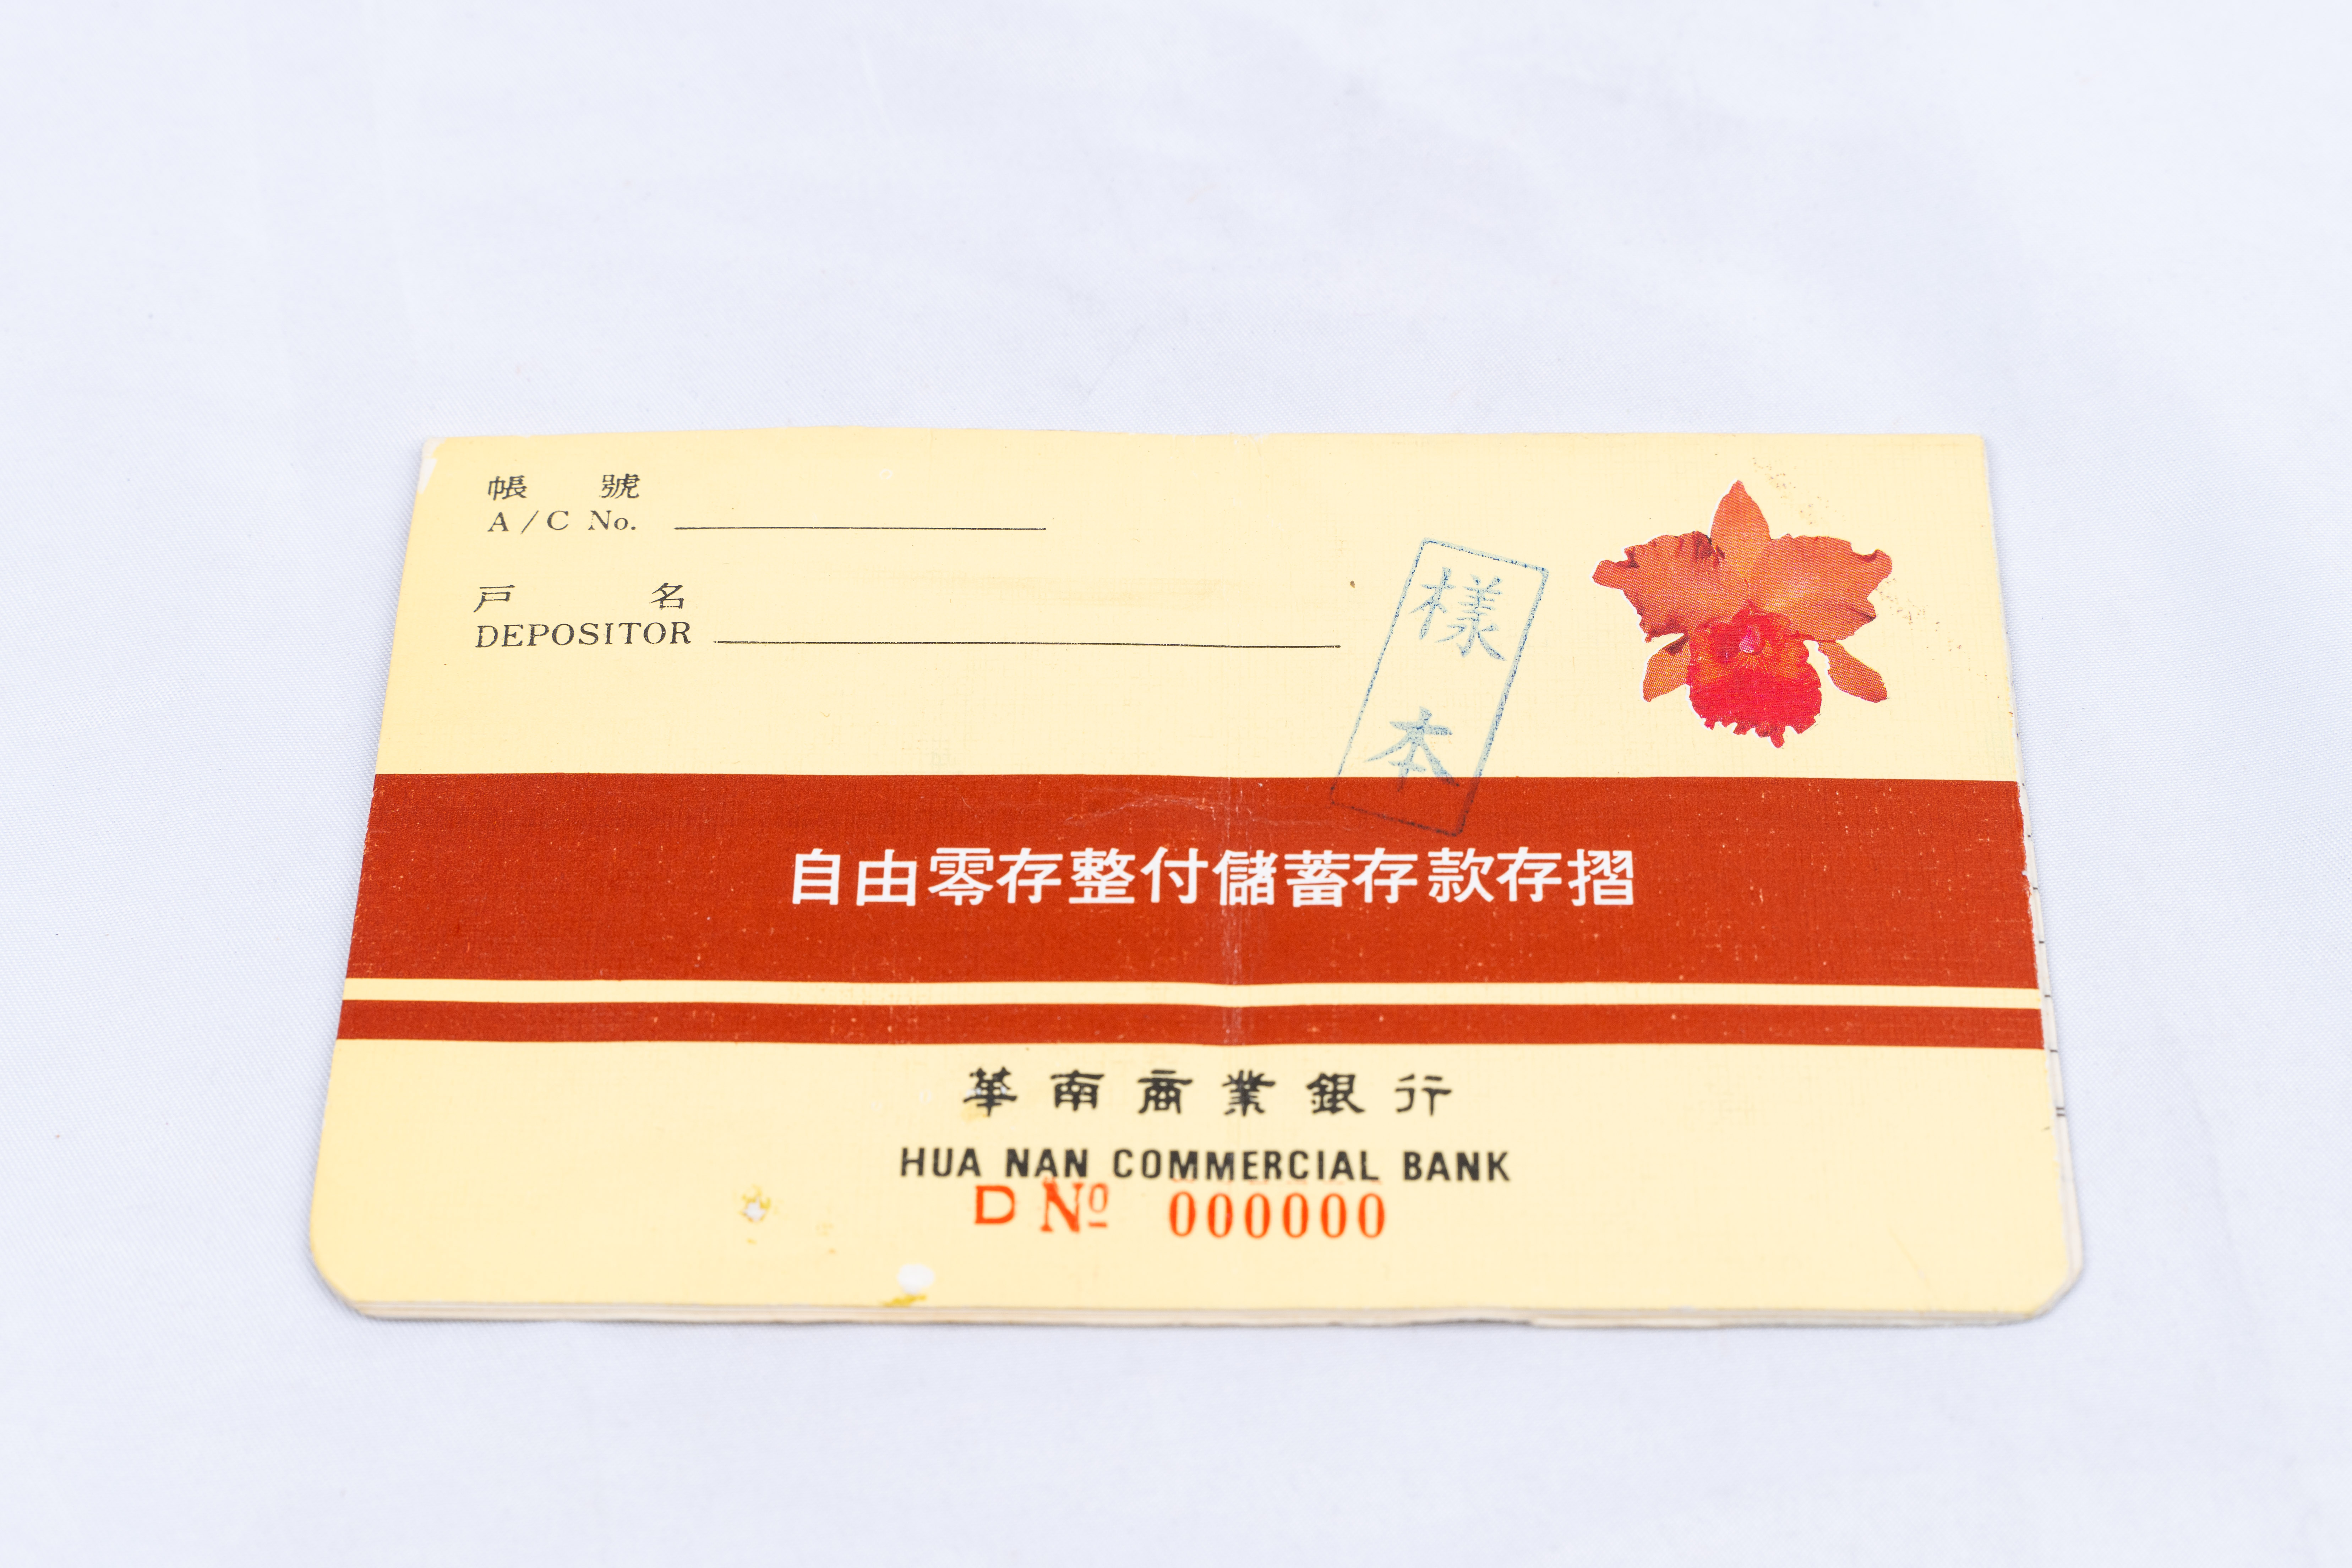 帳號
A/C No.
戶名
DEPOSITOR
樣本
自由零存整付儲蓄存款存摺
華南商業銀行
HUA NAN COMMERCIAL BANK
D Nº 000000